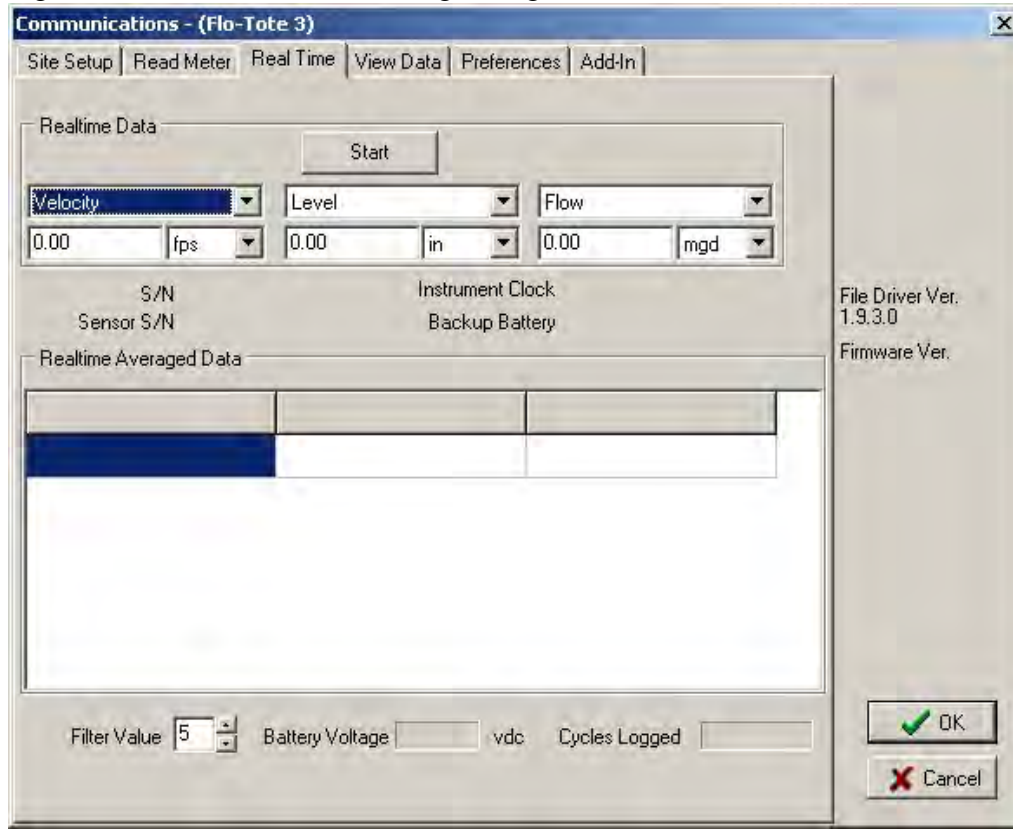 Communications - (Flo-Tote 3)
Site Setup Read Meter Real Time View Data Preferences Add-In
Realtime Data
Start
Velocity Level Flow
0.00 fps 0.00 in 0.00 mgd
S/N Instrument Clock
Sensor S/N Backup Battery
File Driver Ver.
1.9.3.0
Firmware Ver.
Realtime Averaged Data
Filter Value 5 Battery Voltage vdc Cycles Logged
OK
Cancel